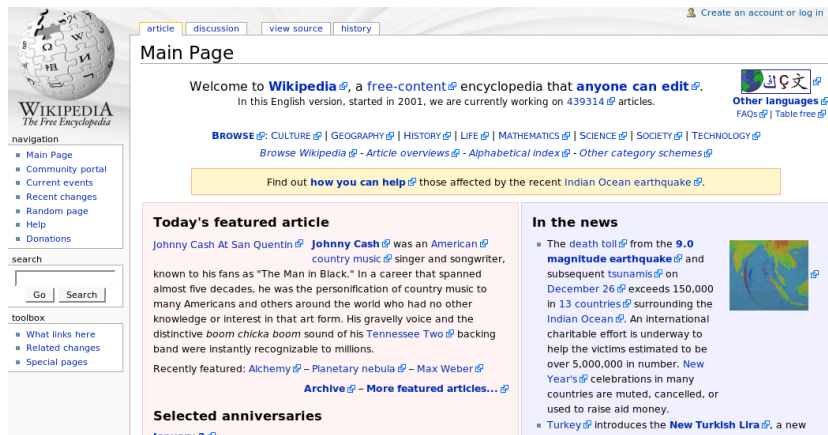 Create an account or log in
article discussion view source history
Main Page
WIKIPEDIA
The Free Encyclopedia
navigation
Main Page
Community portal
Current events
Recent changes
Random page
Help
Donations
search
Go Search
toolbox
What links here
Related changes
Special pages
Welcome to Wikipedia, a free-content encyclopedia that anyone can edit.
In this English version, started in 2001, we are currently working on 439314 articles.
Other languages
FAQs | Table free
BROWSE: CULTURE | GEOGRAPHY | HISTORY | LIFE | MATHEMATICS | SCIENCE | SOCIETY | TECHNOLOGY
Browse Wikipedia - Article overviews - Alphabetical index - Other category schemes
Find out how you can help those affected by the recent Indian Ocean earthquake.
Today's featured article
Johnny Cash At San Quentin Johnny Cash was an American
country music singer and songwriter,
known to his fans as "The Man in Black." In a career that spanned
almost five decades, he was the personification of country music to
many Americans and others around the world who had no other
knowledge or interest in that art form. His gravelly voice and the
distinctive boom chicka boom sound of his Tennessee Two backing
band were instantly recognizable to millions.
Recently featured: Alchemy – Planetary nebula – Max Weber
Archive – More featured articles...
Selected anniversaries
In the news
The death toll from the 9.0
magnitude earthquake and
subsequent tsunamis on
December 26 exceeds 150,000
in 13 countries surrounding the
Indian Ocean. An international
charitable effort is underway to
help the victims estimated to be
over 5,000,000 in number. New
Year's celebrations in many
countries are muted, cancelled, or
used to raise aid money.
Turkey introduces the New Turkish Lira, a new